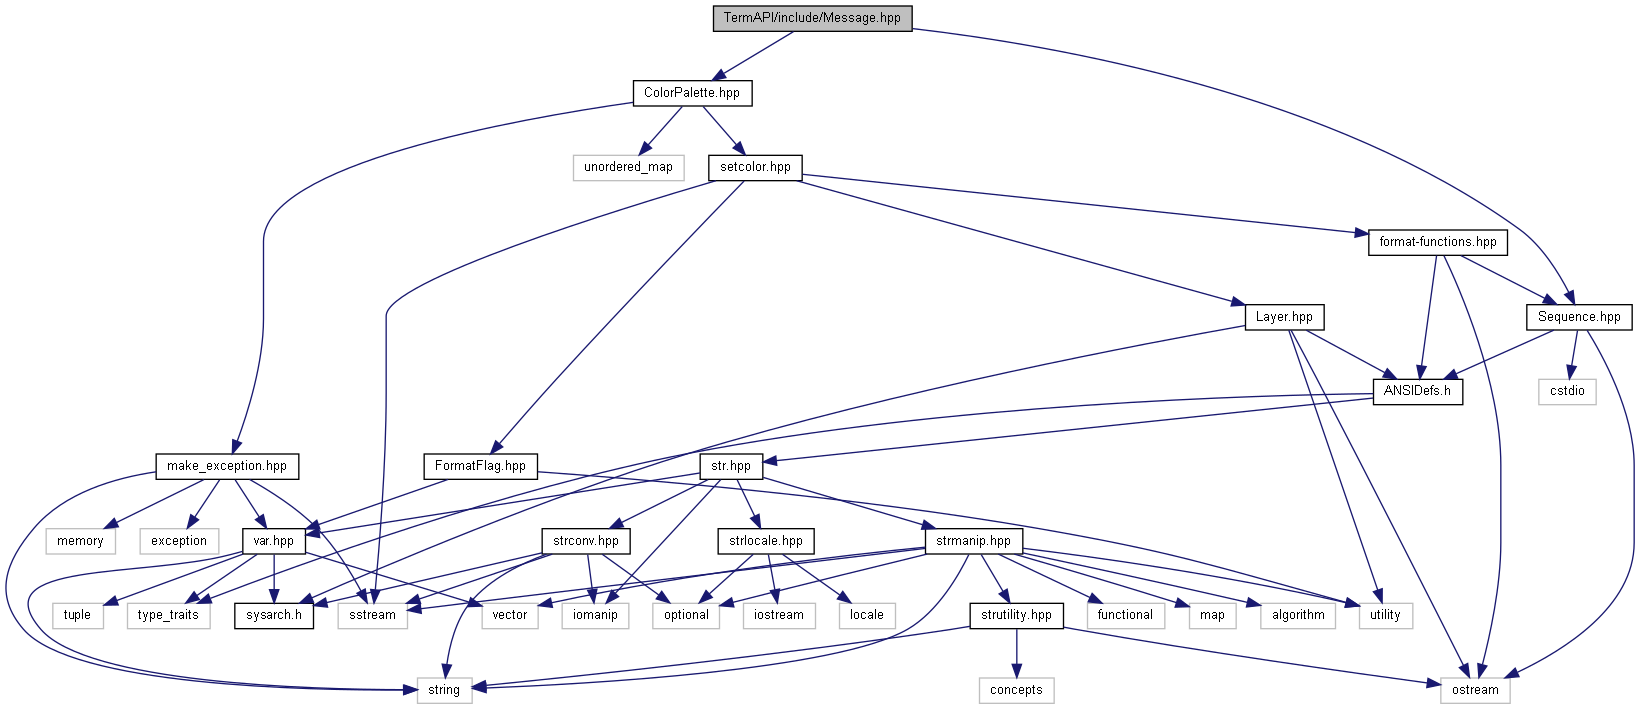 TermAPI/include/Message.hpp
ColorPalette.hpp
unordered_map
setcolor.hpp
format-functions.hpp
Layer.hpp
Sequence.hpp
ANSIDefs.h
cstdio
make_exception.hpp
FormatFlag.hpp
str.hpp
memory
exception
var.hpp
strconv.hpp
strlocale.hpp
strmanip.hpp
tuple
type_traits
sysarch.h
sstream
vector
iomanip
optional
iostream
locale
strutility.hpp
functional
map
algorithm
utility
string
concepts
ostream